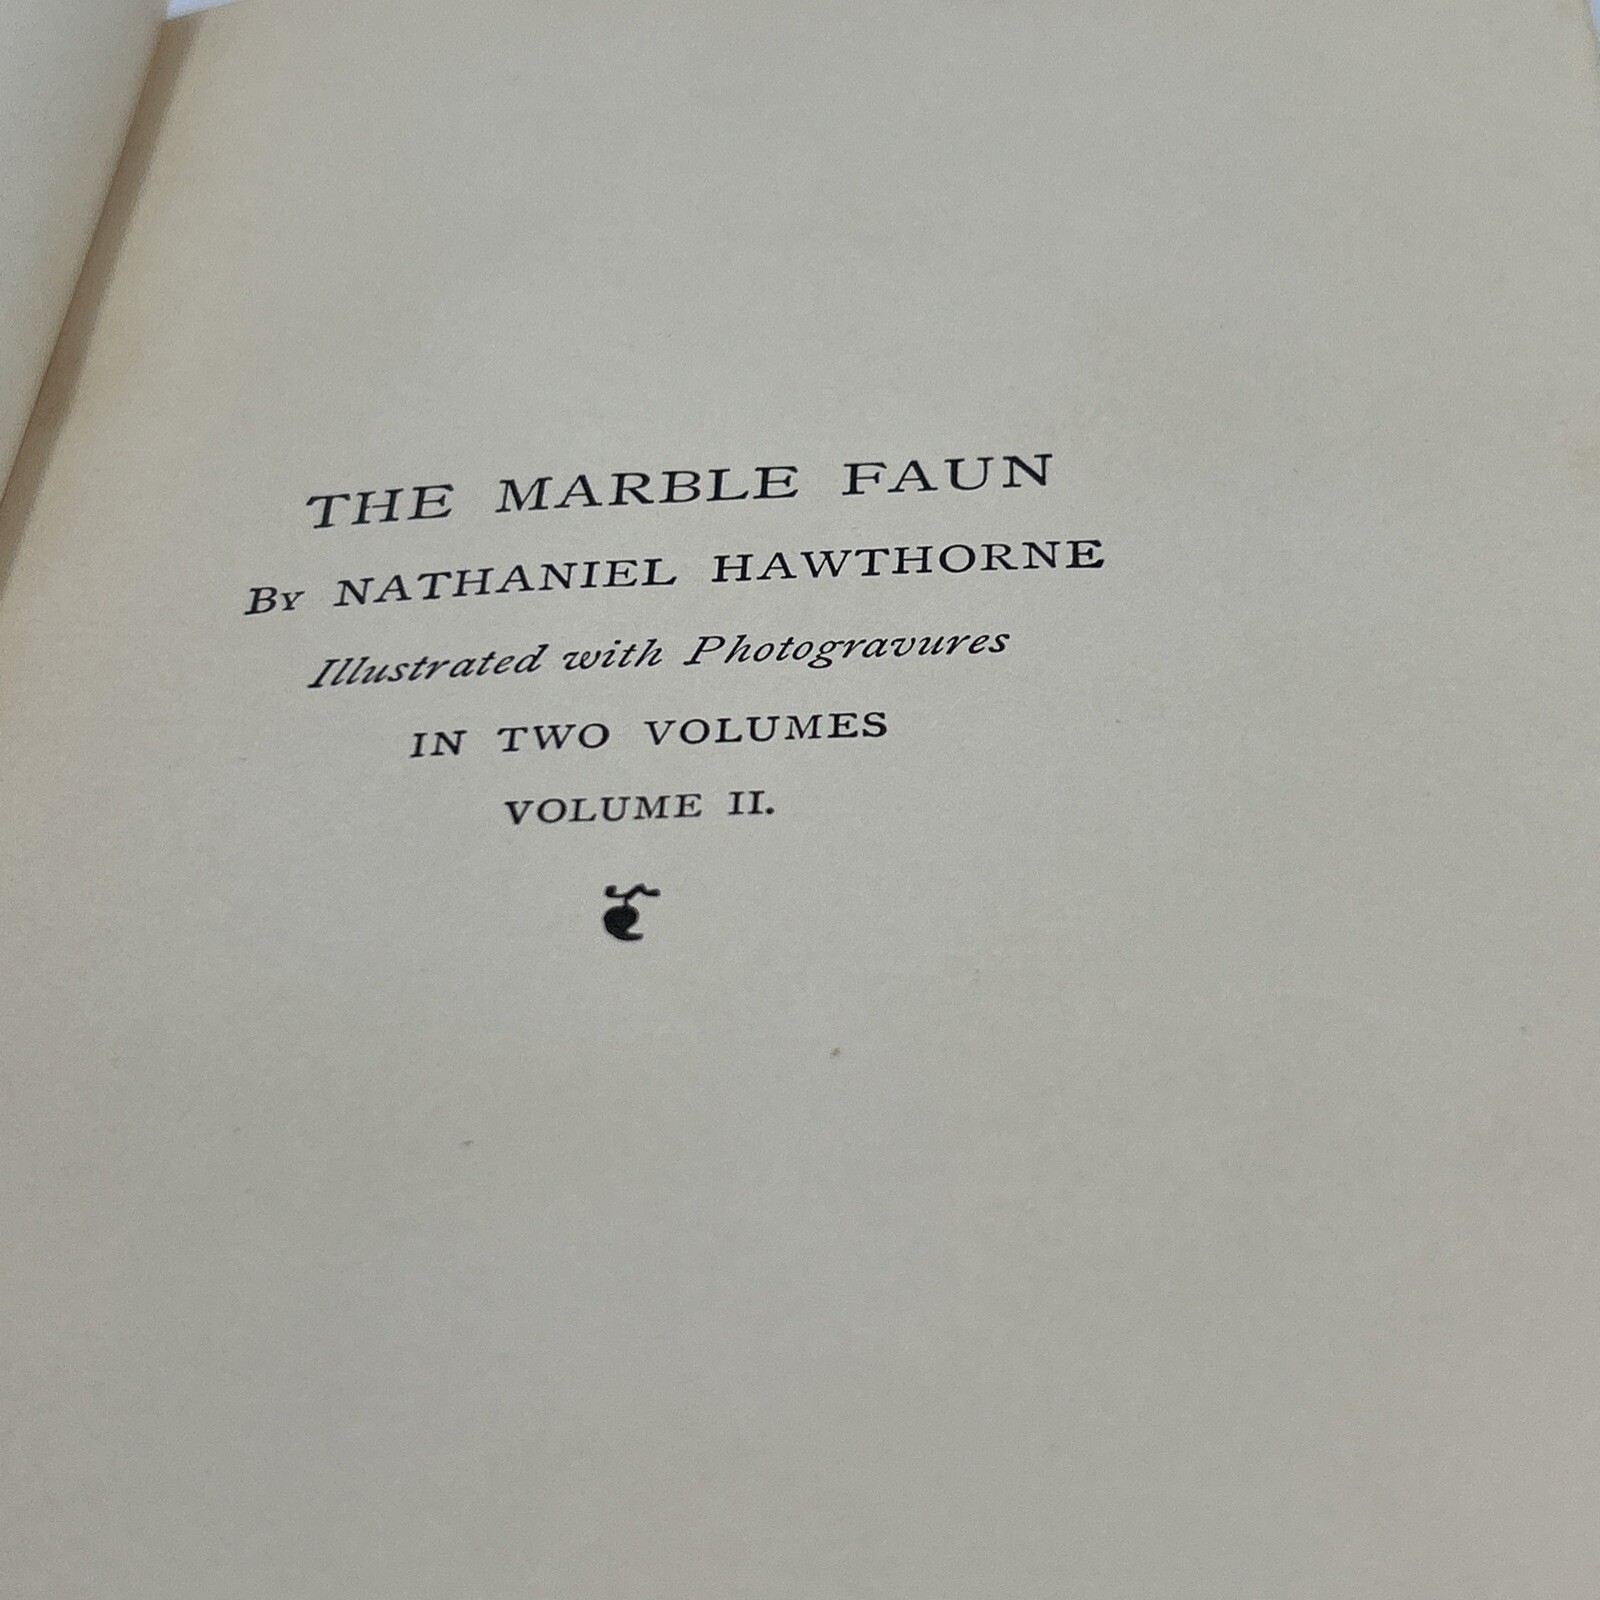 THE MARBLE FAUN
By NATHANIEL HAWTHORNE
Illustrated with Photogravures
IN TWO VOLUMES
VOLUME II.